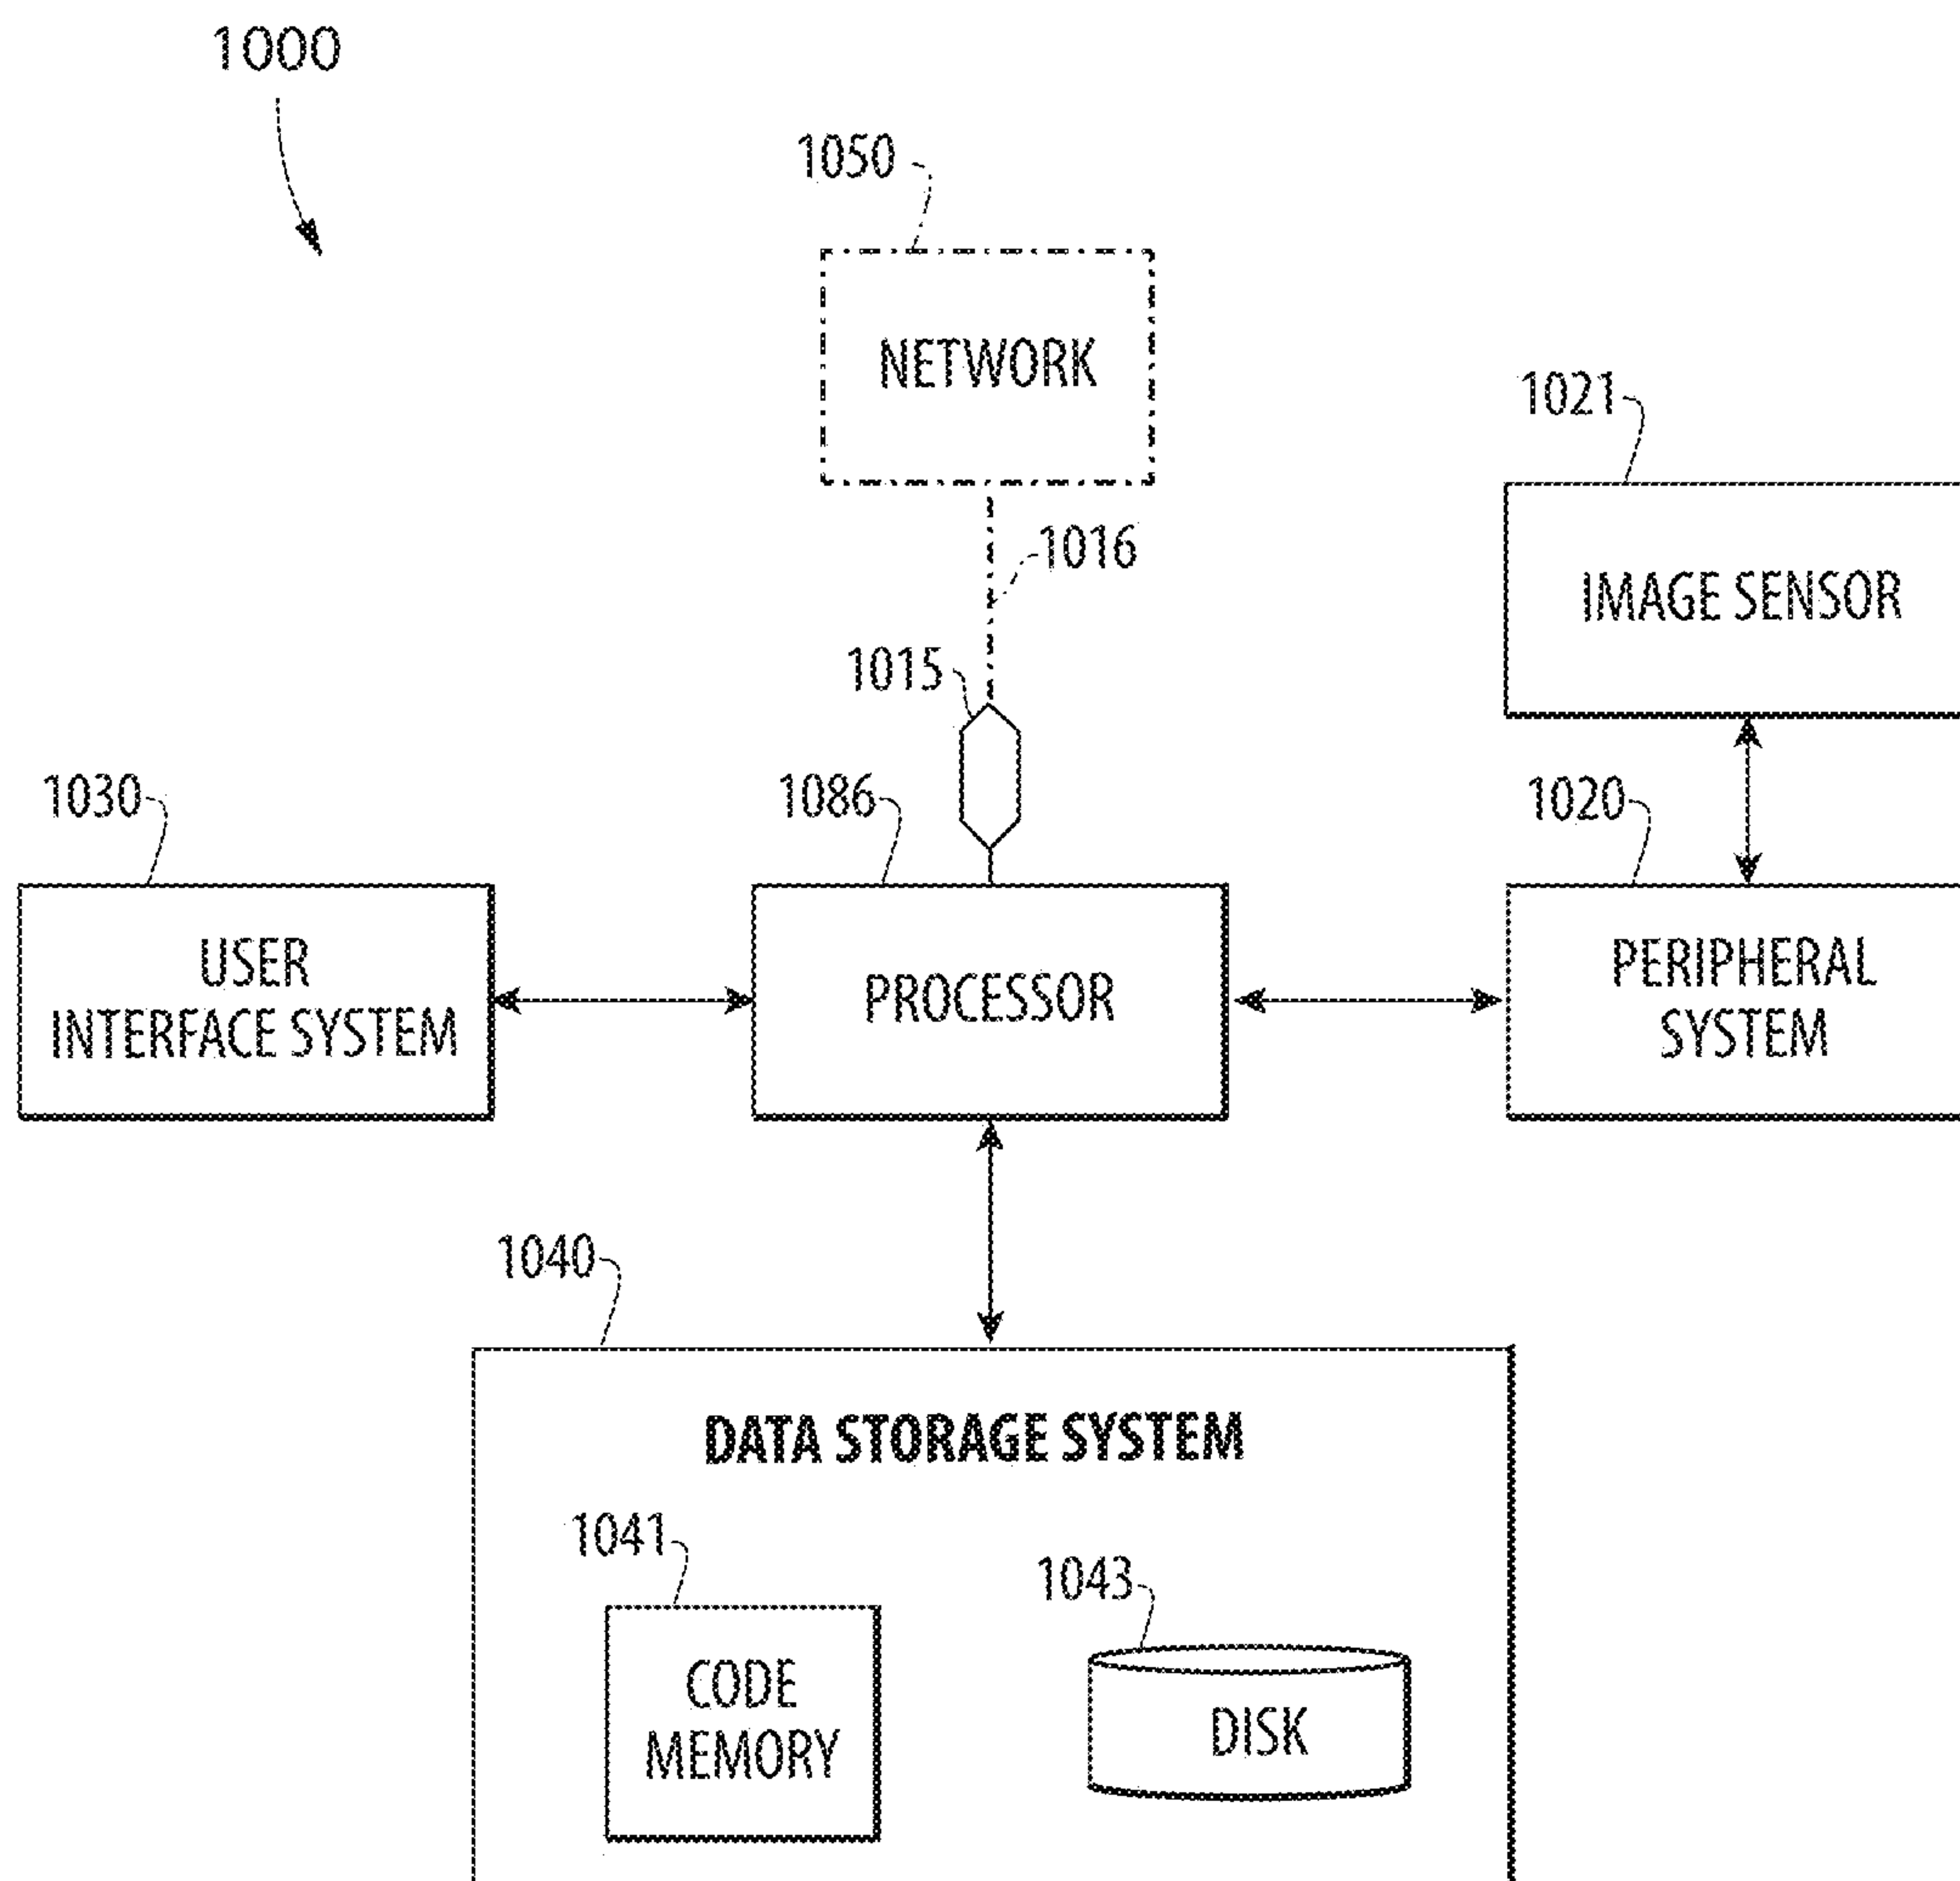 1000
1050
NETWORK
1021
1016
IMAGE SENSOR
1015
1030
1086
1020
USER
INTERFACE SYSTEM
PROCESSOR
PERIPHERAL
SYSTEM
1040
DATA STORAGE SYSTEM
1041
1043
CODE
MEMORY
DISK